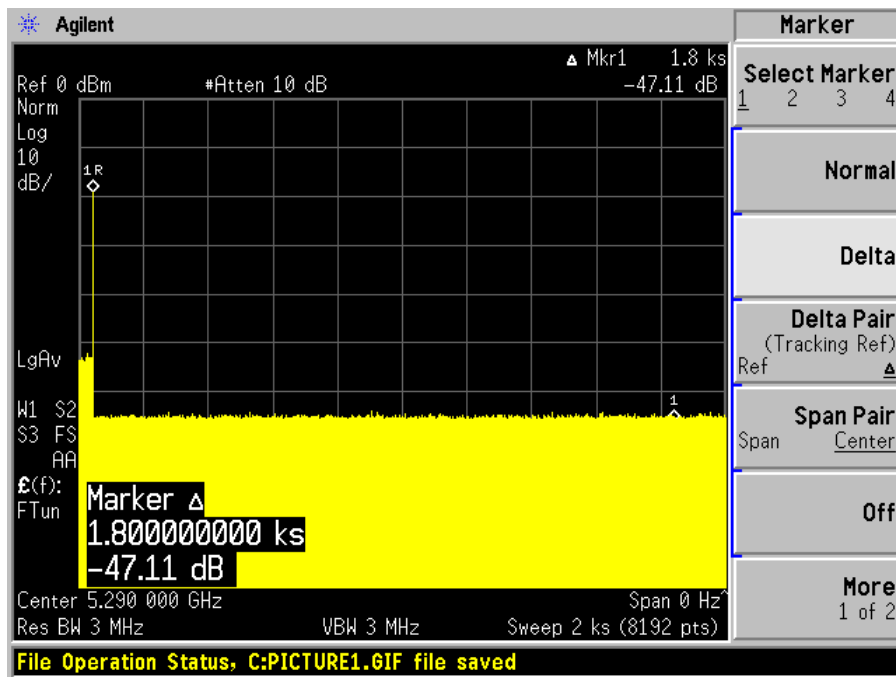 Agilent
Marker
Δ Mkr1 1.8 ks
Ref 0 dBm #Atten 10 dB -47.11 dB
Norm
Log
10
dB/
1R
LgAv
1
W1 S2
S3 FS
AA
£(f):
FTun
Marker Δ
1.800000000 ks
-47.11 dB
Center 5.290 000 GHz Span 0 Hz^
Res BW 3 MHz VBW 3 MHz Sweep 2 ks (8192 pts)
File Operation Status, C:PICTURE1.GIF file saved
Select Marker
1 2 3 4
Normal
Delta
Delta Pair
(Tracking Ref)
Ref Δ
Span Pair
Span Center
Off
More
1 of 2